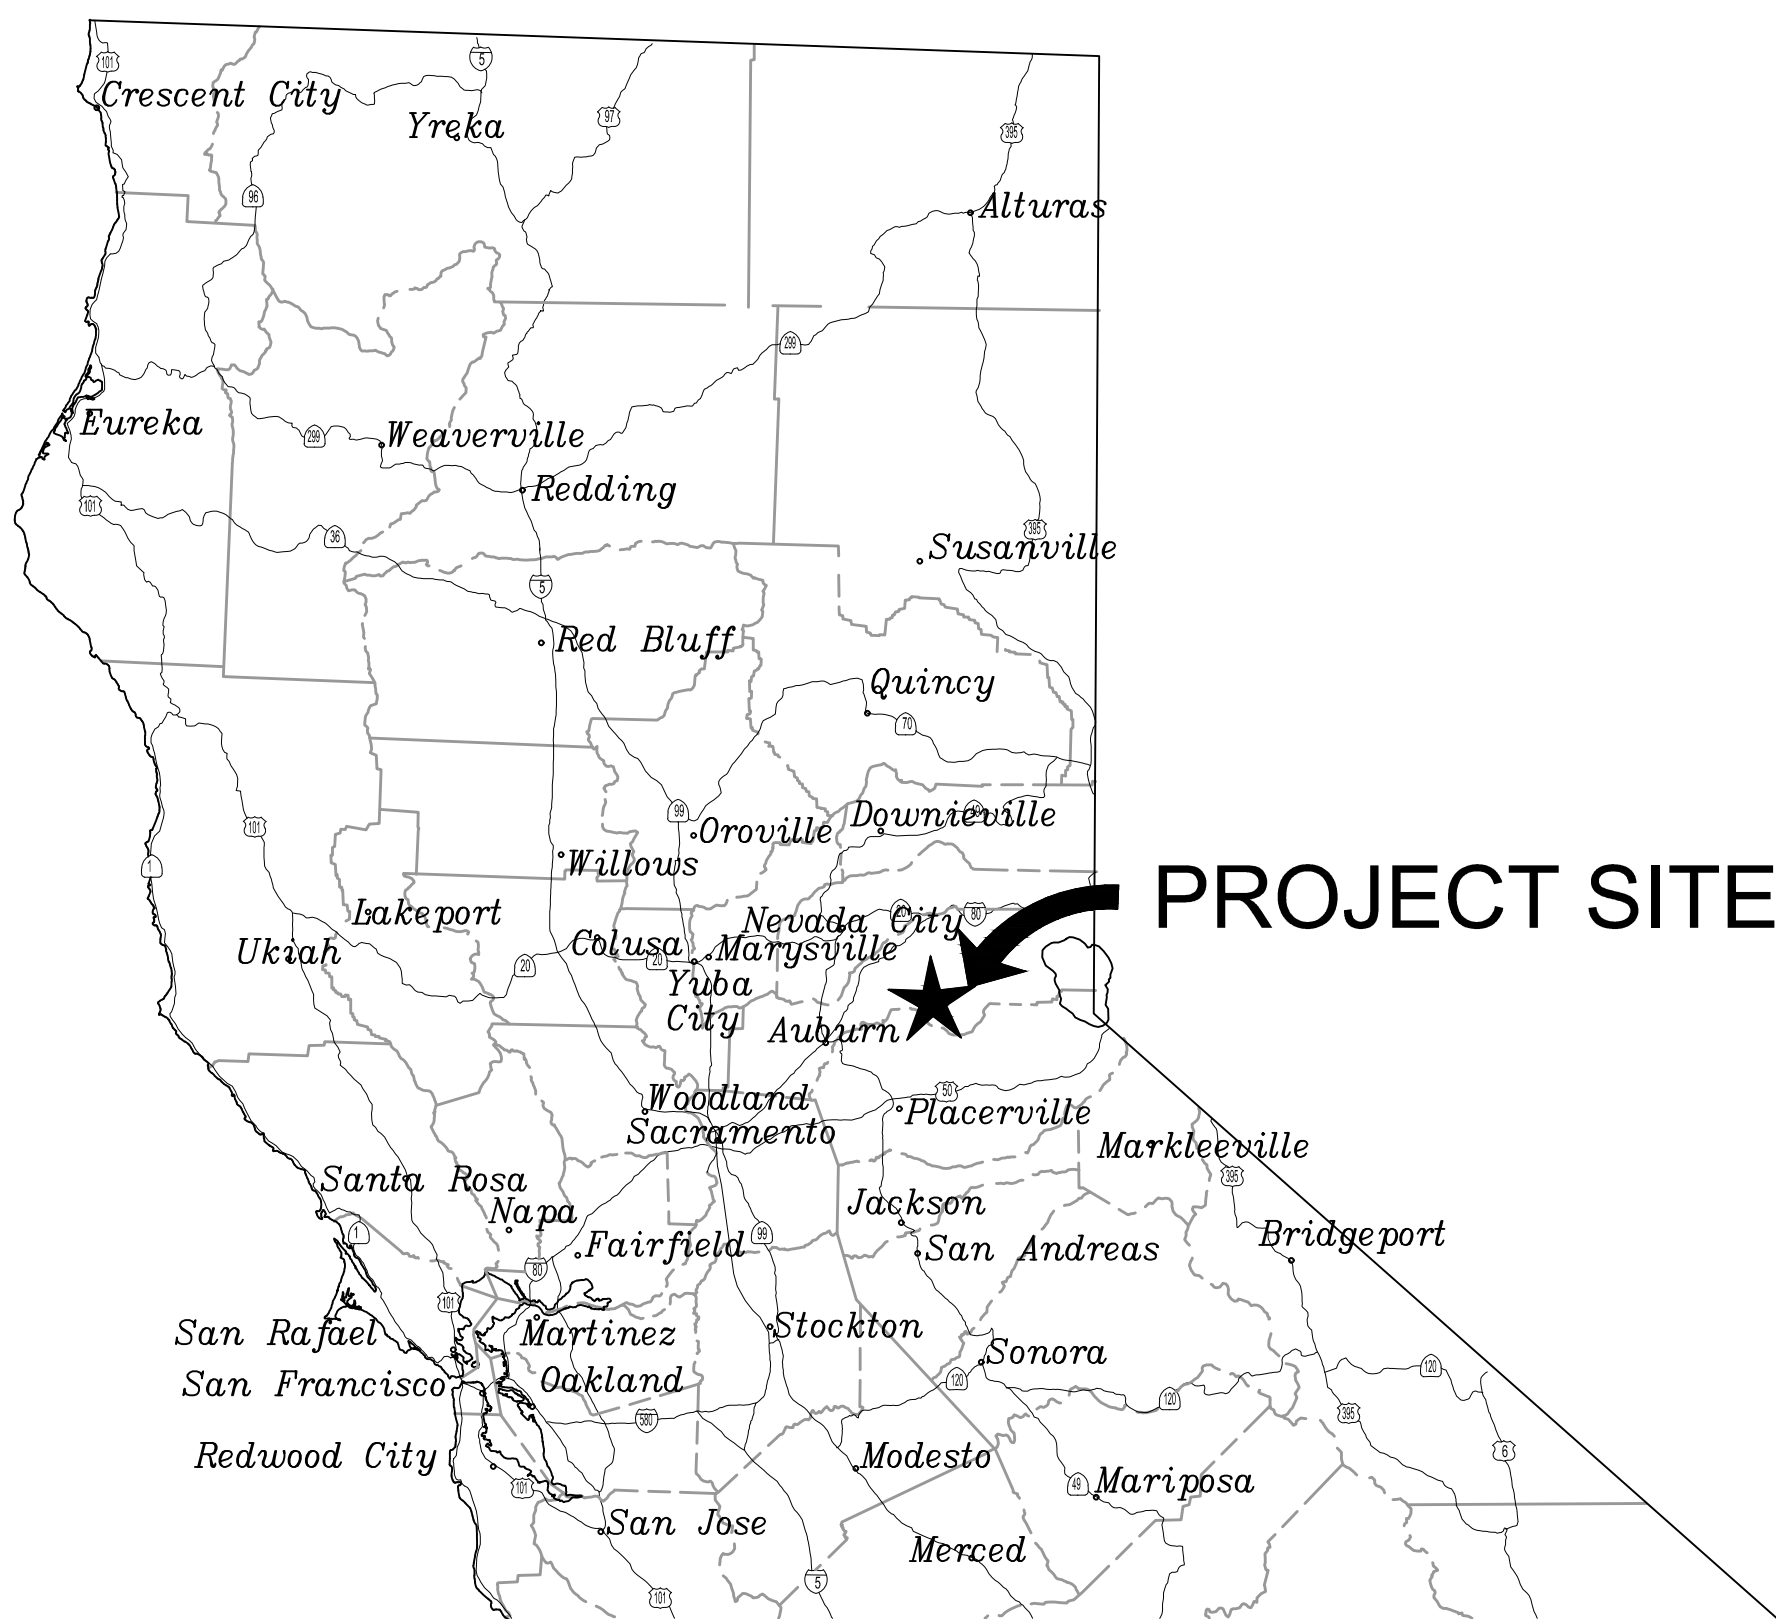 101
5
Crescent City
97
Yreka
395
96
Alturas
299
Eureka
299
Weaverville
Redding
101
36
395
Susanville
5
Red Bluff
Quincy
70
99
Downieville
49
101
Oroville
1
Willows
PROJECT SITE
Lakeport
Nevada City
20
80
Ukiah
Colusa
Marysville
20
20
Yuba
City
Auburn
50
Woodland
Placerville
Sacramento
Markleeville
Santa Rosa
395
Napa
Jackson
1
99
Bridgeport
Fairfield
San Andreas
80
101
San Rafael
Martinez
Stockton
Sonora
120
San Francisco
Oakland
120
120
580
395
Redwood City
Modesto
6
101
49
Mariposa
San Jose
Merced
5
101